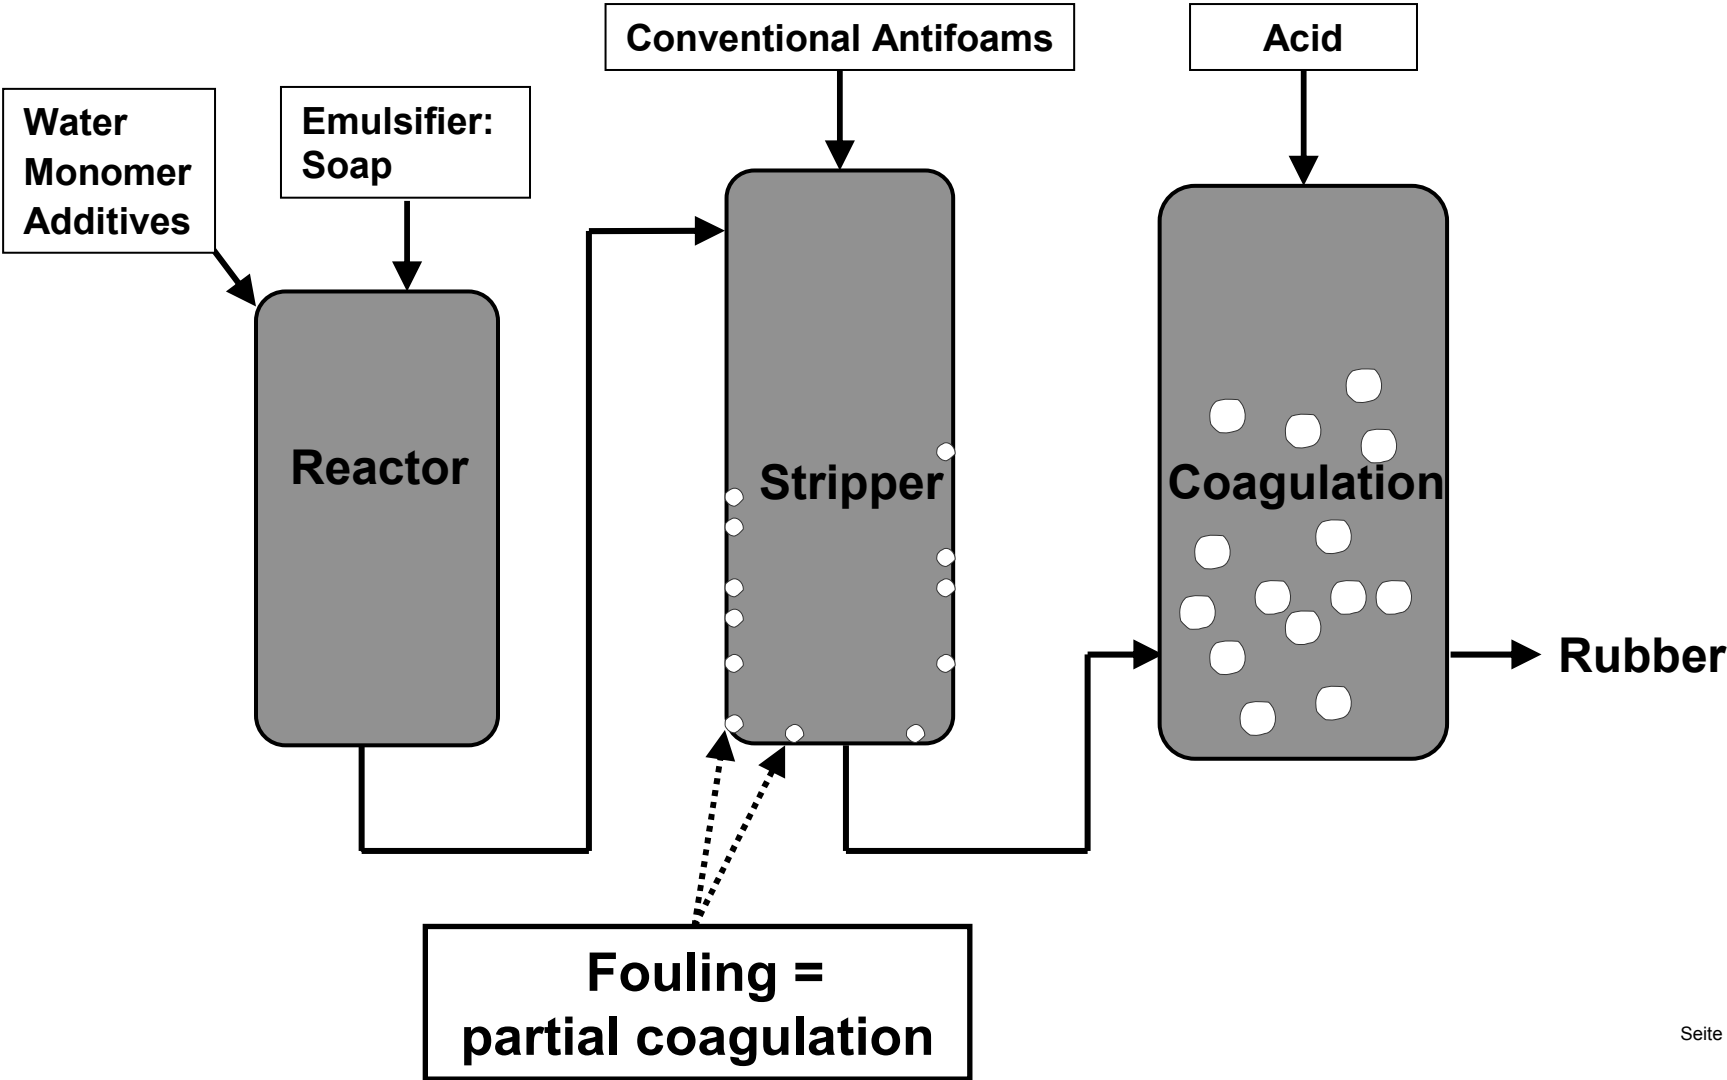 Conventional Antifoams
Acid
Water
Monomer
Additives
Emulsifier:
Soap
Reactor
Stripper
Coagulation
Rubber
Fouling =
partial coagulation
Seite